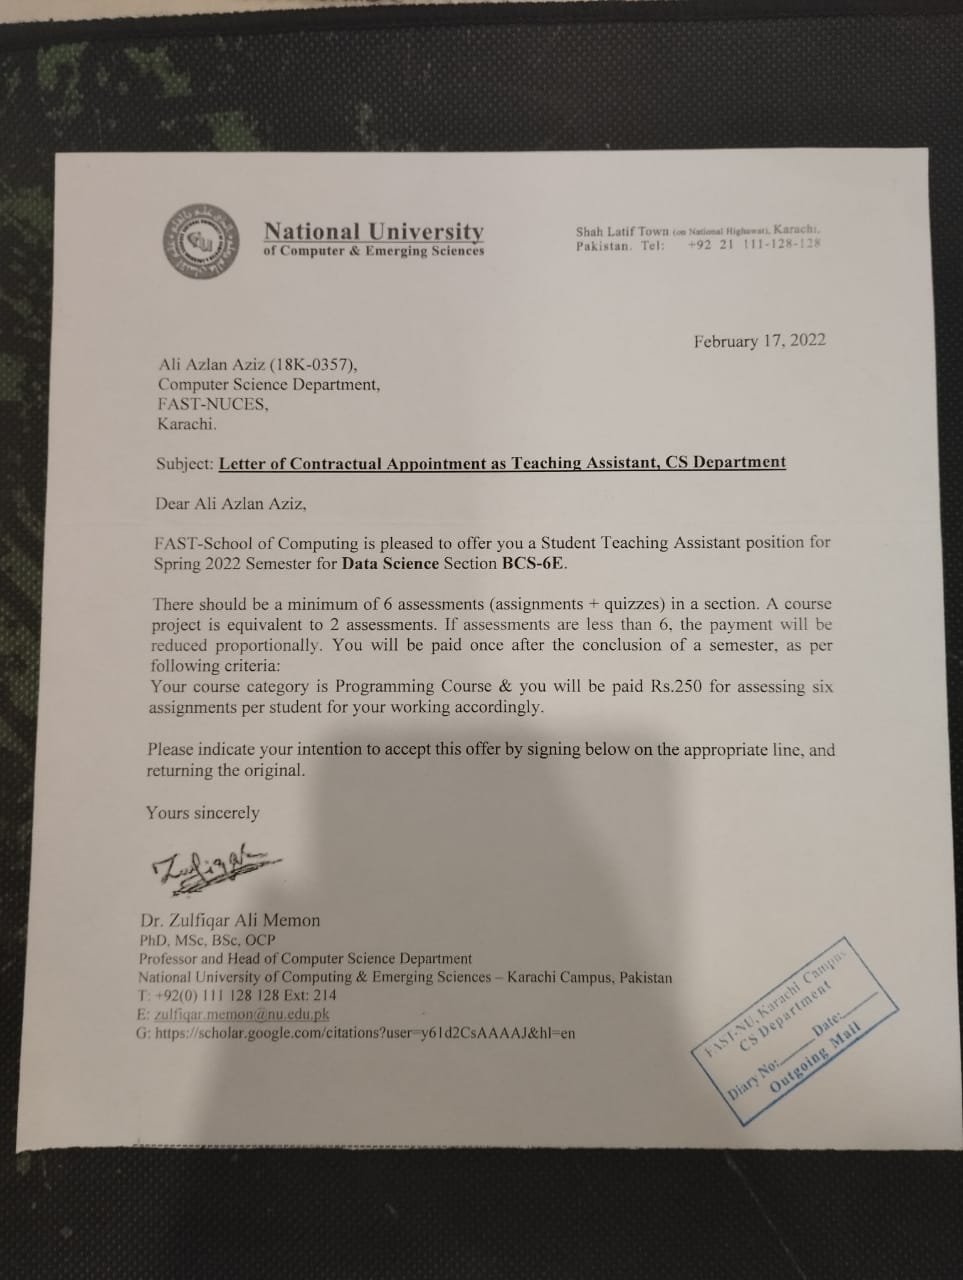 National University
of Computer & Emerging Sciences
Shah Latif Town (on National Highway), Karachi,
Pakistan. Tel: +92 21 111-128-128
February 17, 2022
Ali Azlan Aziz (18K-0357),
Computer Science Department,
FAST-NUCES,
Karachi.
Subject: Letter of Contractual Appointment as Teaching Assistant, CS Department
Dear Ali Azlan Aziz,
FAST-School of Computing is pleased to offer you a Student Teaching Assistant position for
Spring 2022 Semester for Data Science Section BCS-6E.
There should be a minimum of 6 assessments (assignments + quizzes) in a section. A course
project is equivalent to 2 assessments. If assessments are less than 6, the payment will be
reduced proportionally. You will be paid once after the conclusion of a semester, as per
following criteria:
Your course category is Programming Course & you will be paid Rs.250 for assessing six
assignments per student for your working accordingly.
Please indicate your intention to accept this offer by signing below on the appropriate line, and
returning the original.
Yours sincerely
Zulfiqar
Dr. Zulfiqar Ali Memon
PhD, MSc, BSc, OCP
Professor and Head of Computer Science Department
National University of Computing & Emerging Sciences – Karachi Campus, Pakistan
T: +92(0) 111 128 128 Ext: 214
E: zulfiqar.memon@nu.edu.pk
G: https://scholar.google.com/citations?user=y61d2CsAAAAJ&hl=en
FAST-NU, Karachi Campus
CS Department
Diary No:______ Date:______
Outgoing Mail